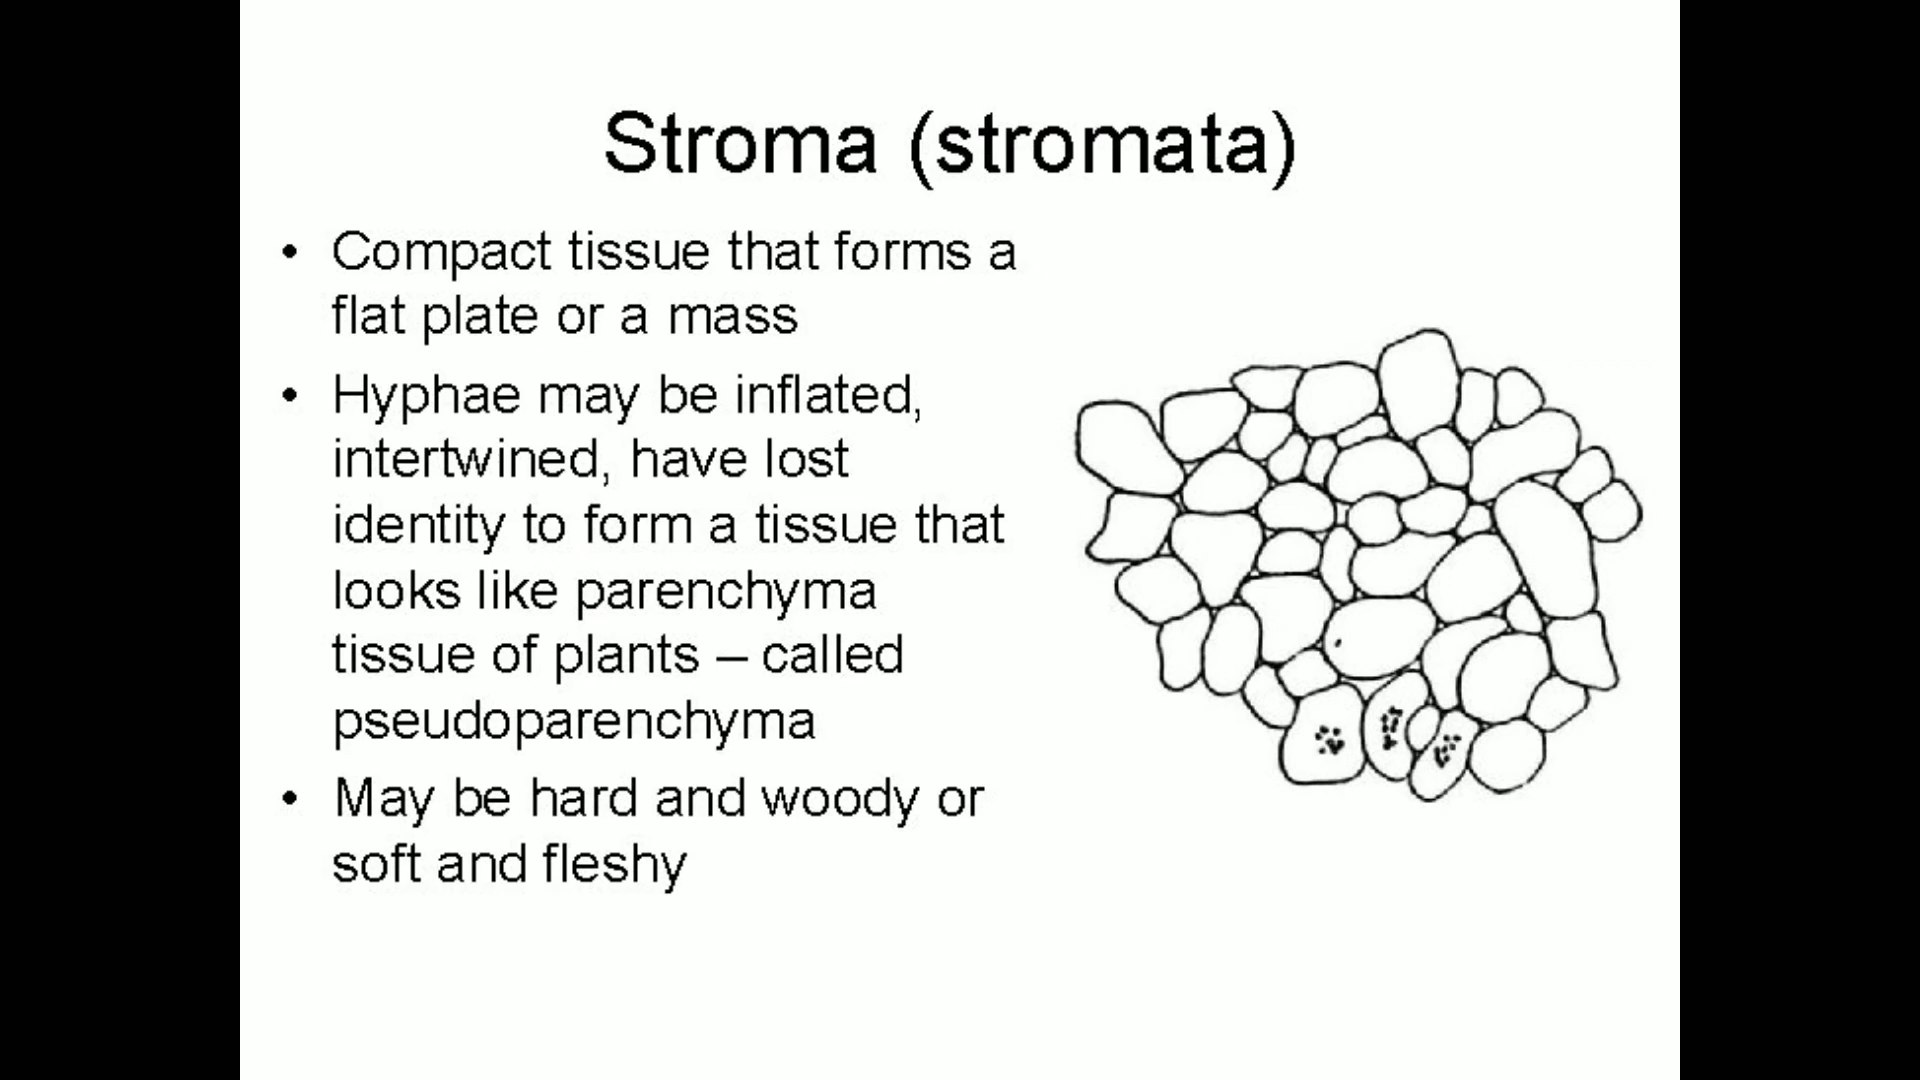 Stroma (stromata)
• Compact tissue that forms a
flat plate or a mass
• Hyphae may be inflated,
intertwined, have lost
identity to form a tissue that
looks like parenchyma
tissue of plants – called
pseudoparenchyma
• May be hard and woody or
soft and fleshy